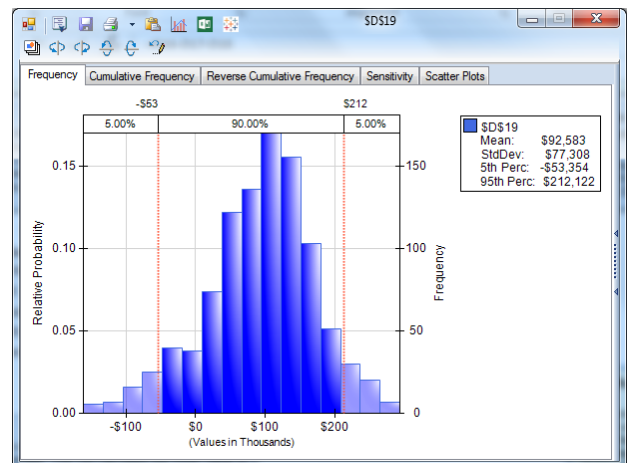 $D$19
Frequency
Cumulative Frequency
Reverse Cumulative Frequency
Sensitivity
Scatter Plots
-$53
$212
5.00%
90.00%
5.00%
$D$19
Mean: $92,583
StdDev: $77,308
5th Perc: -$53,354
95th Perc: $212,122
Relative Probability
0.15
0.10
0.05
0.00
150
100
50
0
Frequency
-$100
$0
$100
$200
(Values in Thousands)